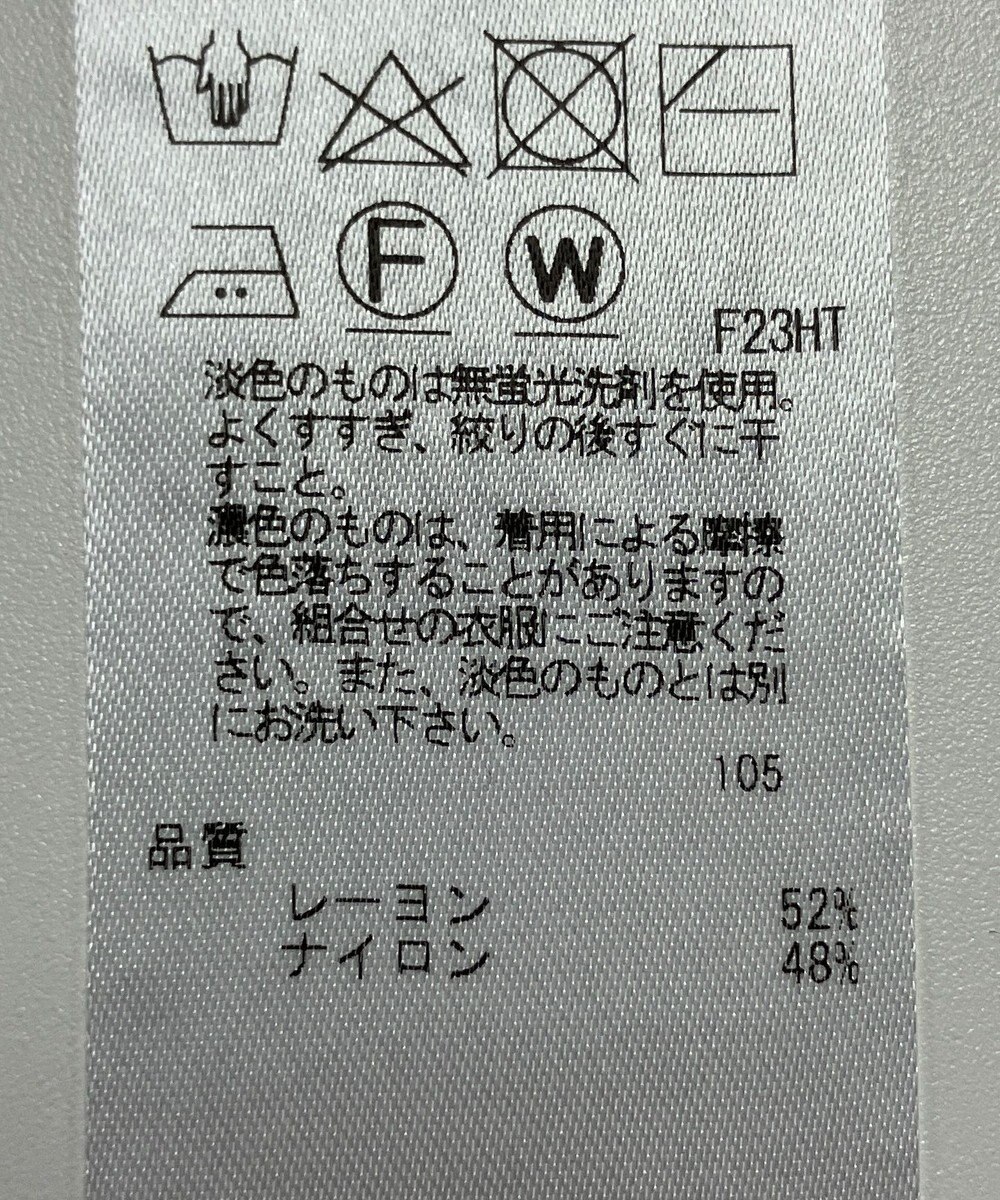 F W
F23HT
淡色のものは無蛍光洗剤を使用。
よくすすぎ、絞りの後すぐに干
すこと。
濃色のものは、着用による摩擦
で色落ちすることがありますの
で、組合せの衣服にご注意くだ
さい。また、淡色のものとは別
にお洗い下さい。
105
品質
レーヨン 52%
ナイロン 48%